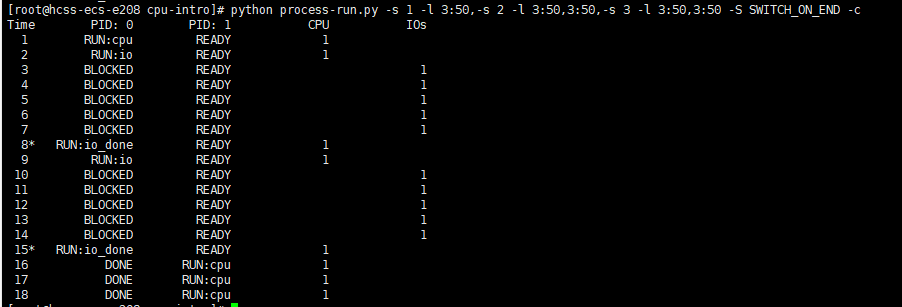 [root@hcss-ecs-e208 cpu-intro]# python process-run.py -s 1 -l 3:50,-s 2 -l 3:50,3:50,-s 3 -l 3:50,3:50 -S SWITCH_ON_END -c
Time PID: 0 PID: 1 CPU IOs
1 RUN:cpu READY 1
2 RUN:io READY 1
3 BLOCKED READY 1
4 BLOCKED READY 1
5 BLOCKED READY 1
6 BLOCKED READY 1
7 BLOCKED READY 1
8* RUN:io_done READY 1
9 RUN:io READY 1
10 BLOCKED READY 1
11 BLOCKED READY 1
12 BLOCKED READY 1
13 BLOCKED READY 1
14 BLOCKED READY 1
15* RUN:io_done READY 1
16 DONE RUN:cpu 1
17 DONE RUN:cpu 1
18 DONE RUN:cpu 1